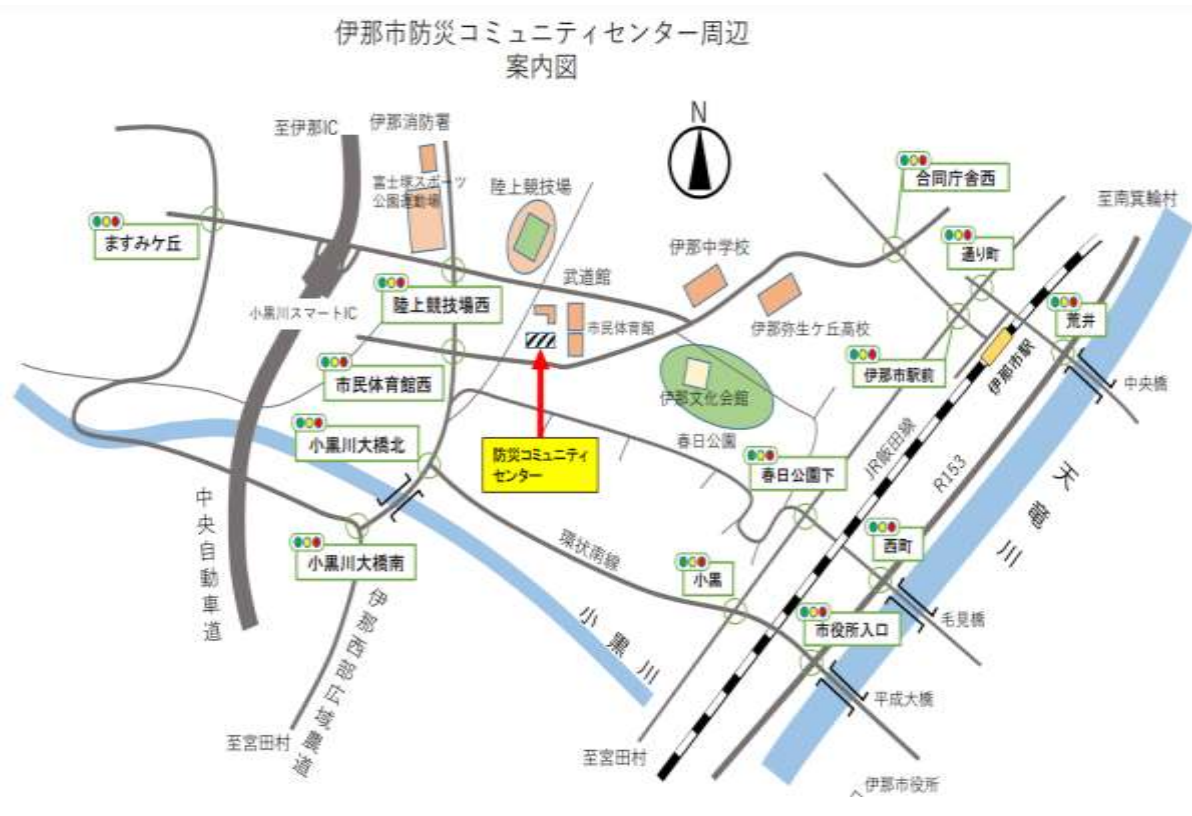 伊那市防災コミュニティセンター周辺
案内図
至伊那IC
伊那消防署
N
合同庁舎西
富士塚スポーツ
公園運動場
陸上競技場
至南箕輪村
ますみケ丘
伊那中学校
通り町
武道館
陸上競技場西
小黒川スマートIC
市民体育館
伊那弥生ケ丘高校
荒井
市民体育館西
伊那市駅前
伊那市駅
中央橋
伊那文化会館
小黒川大橋北
春日公園
JR飯田線
防災コミュニティ
センター
春日公園下
R153
天竜川
中央自動車道
西町
小黒川大橋南
環状南線
小黒
伊那西部広域農道
小黒川
市役所入口
毛見橋
平成大橋
至宮田村
至宮田村
伊那市役所